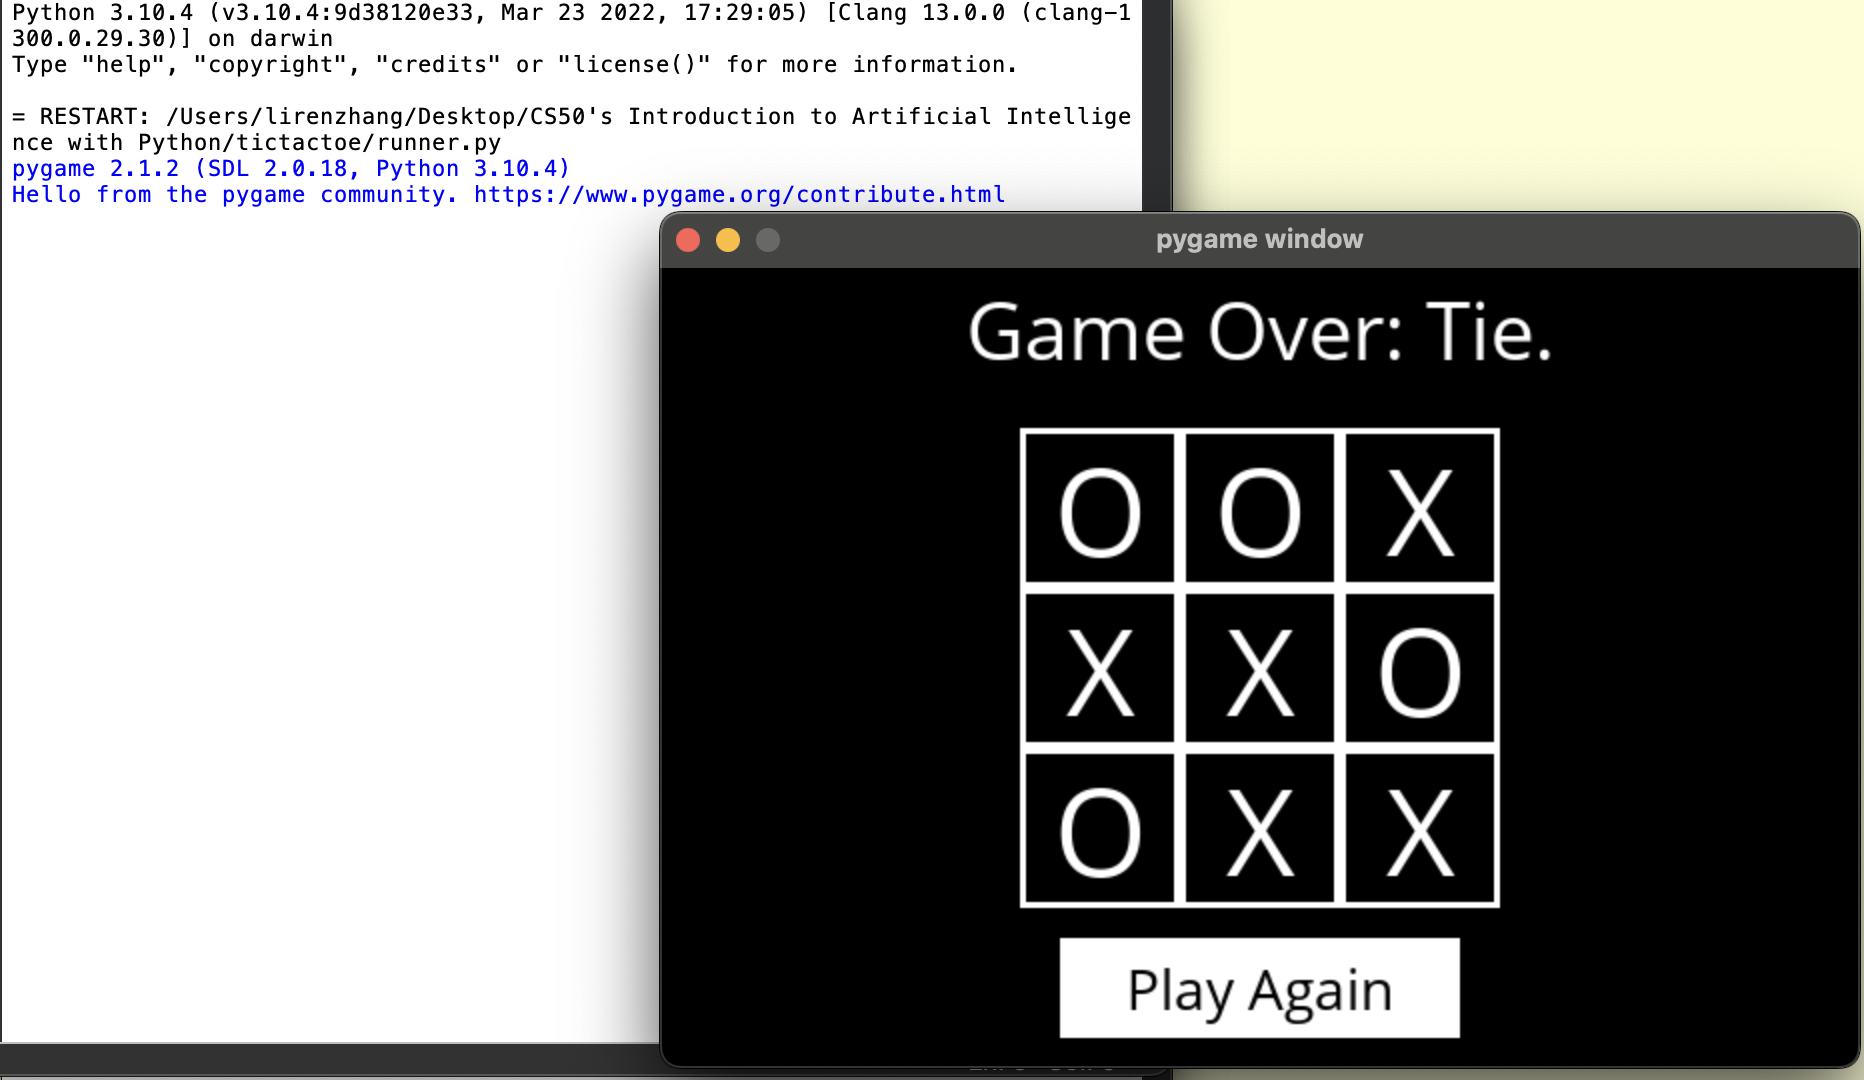 Python 3.10.4 (v3.10.4:9d38120e33, Mar 23 2022, 17:29:05) [Clang 13.0.0 (clang-1
300.0.29.30)] on darwin
Type "help", "copyright", "credits" or "license()" for more information.
= RESTART: /Users/lirenzhang/Desktop/CS50's Introduction to Artificial Intellige
nce with Python/tictactoe/runner.py
pygame 2.1.2 (SDL 2.0.18, Python 3.10.4)
Hello from the pygame community. https://www.pygame.org/contribute.html
pygame window
Game Over: Tie.
O O X
X X O
O X X
Play Again